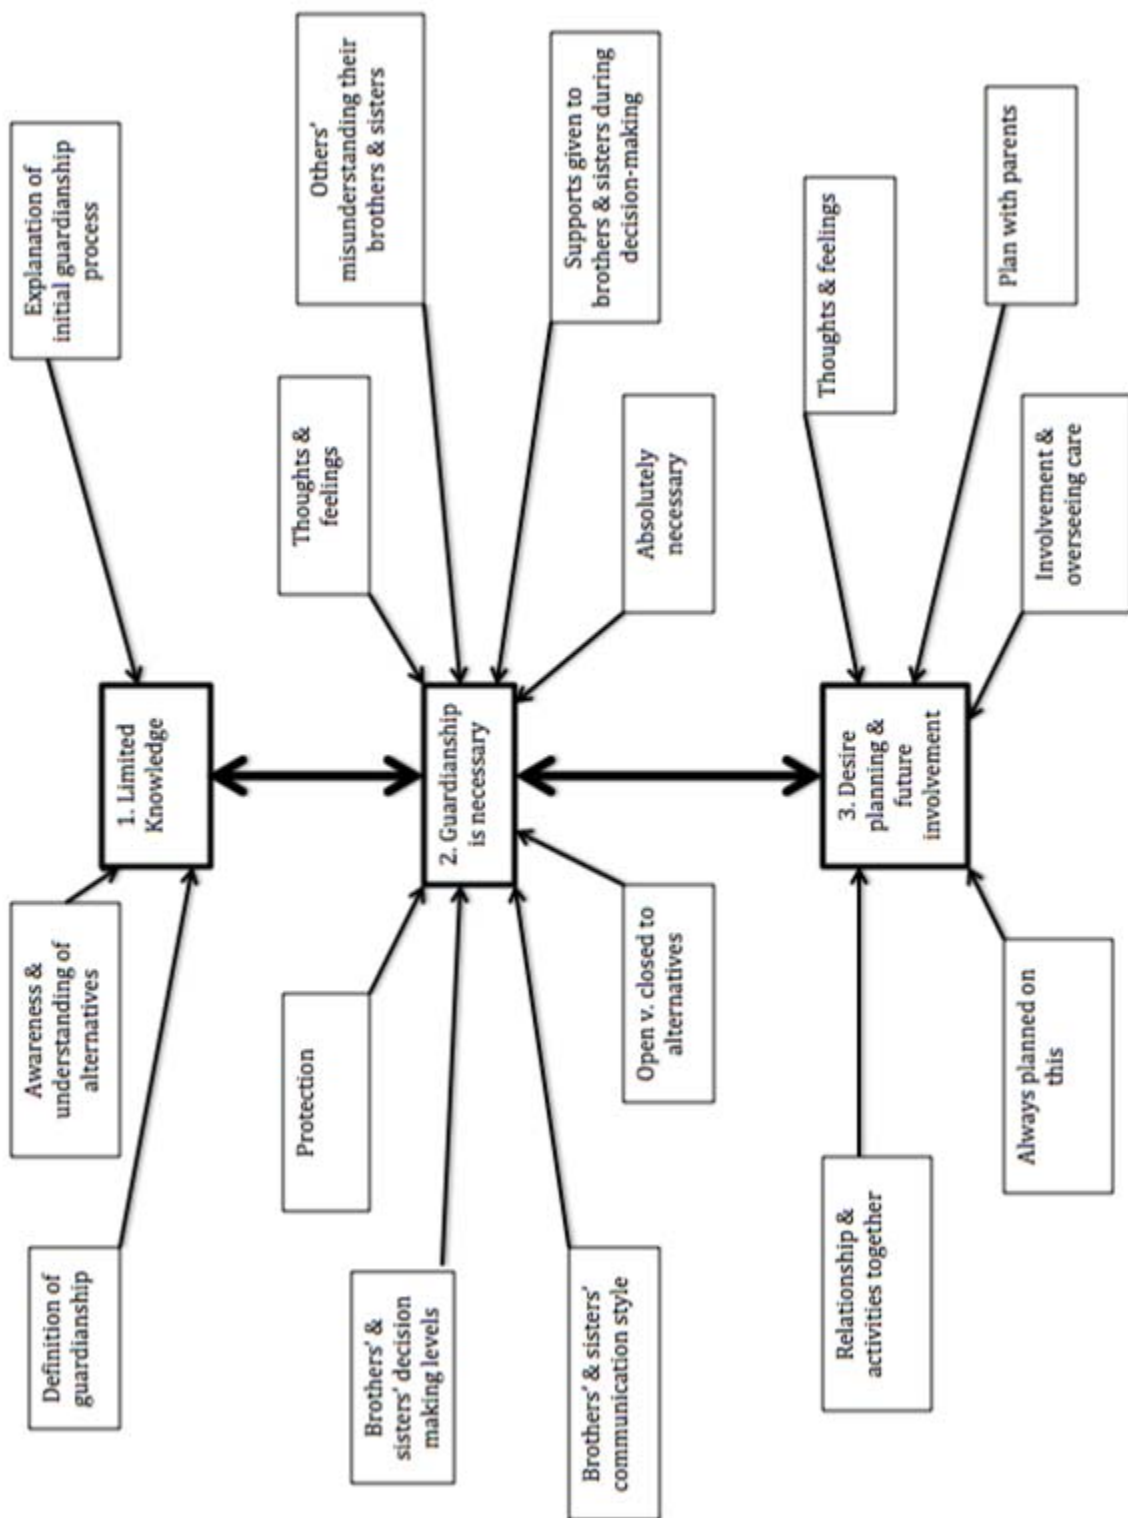 Definition of
guardianship
Awareness &
understanding of
alternatives
1. Limited
Knowledge
Explanation of
initial guardianship
process
Protection
Brothers' &
sisters' decision
making levels
Brothers' & sisters'
communication style
Open v. closed to
alternatives
2. Guardianship
is necessary
Thoughts &
feelings
Others'
misunderstanding their
brothers & sisters
Supports given to
brothers & sisters during
decision-making
Absolutely
necessary
Relationship &
activities together
Always planned on
this
3. Desire
planning &
future
involvement
Thoughts & feelings
Plan with parents
Involvement &
overseeing care